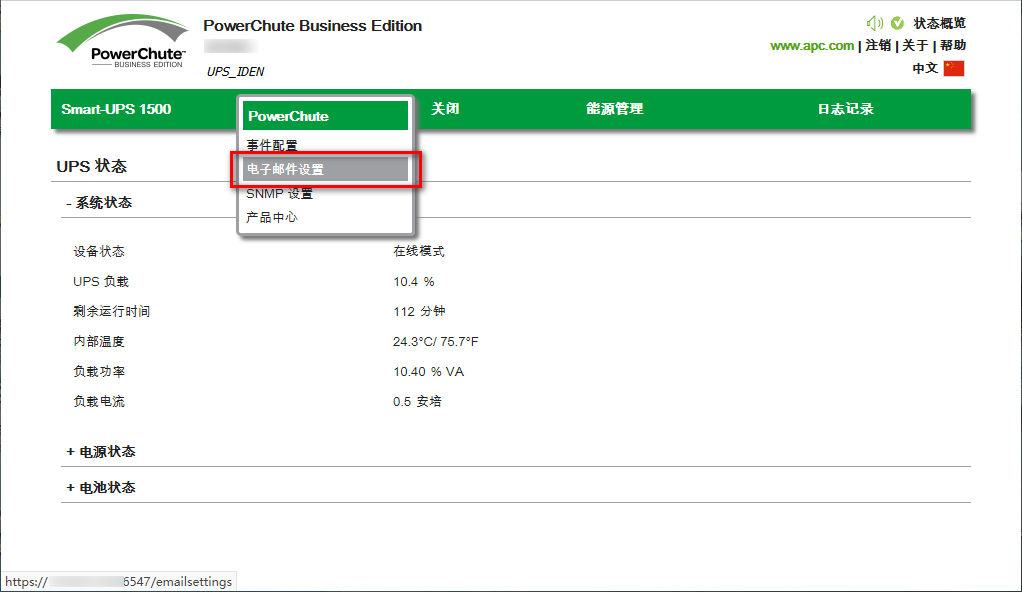 PowerChute Business Edition
状态概览
PowerChute
BUSINESS EDITION
www.apc.com | 注销 | 关于 | 帮助
UPS_IDEN
中文
Smart-UPS 1500
PowerChute
关闭
能源管理
日志记录
事件配置
电子邮件设置
SNMP 设置
产品中心
UPS 状态
- 系统状态
设备状态 在线模式
UPS 负载 10.4 %
剩余运行时间 112 分钟
内部温度 24.3°C/ 75.7°F
负载功率 10.40 % VA
负载电流 0.5 安培
+ 电源状态
+ 电池状态
https:// 6547/emailsettings